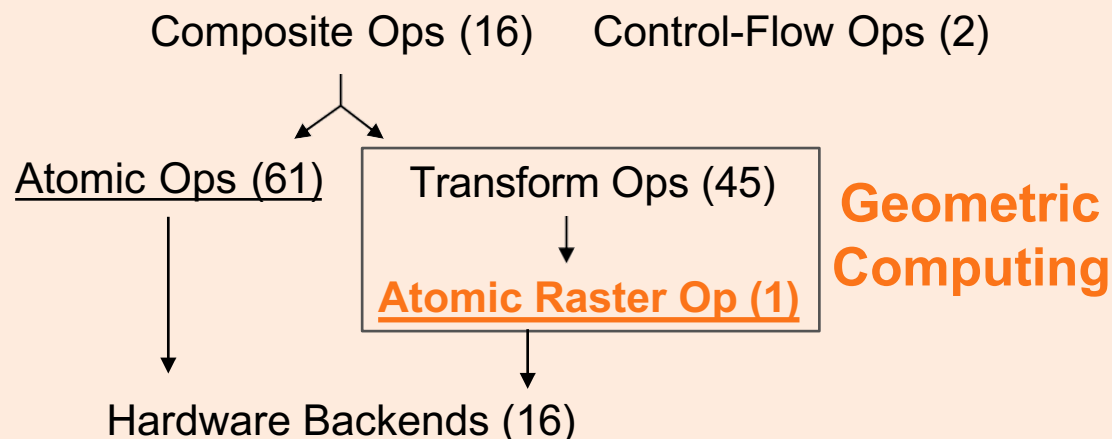 Composite Ops (16)
Control-Flow Ops (2)
Atomic Ops (61)
Transform Ops (45)
Atomic Raster Op (1)
Geometric
Computing
Hardware Backends (16)